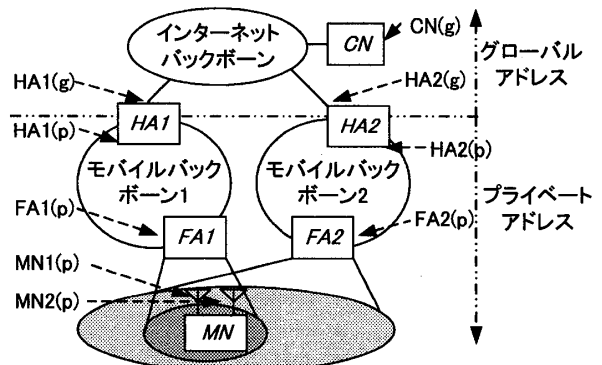 インターネット
バックボーン
CN
CN(g)
グローバル
アドレス
HA1(g)
HA2(g)
HA1
HA2
HA1(p)
HA2(p)
モバイルバック
ボーン1
モバイルバック
ボーン2
プライベート
アドレス
FA1(p)
FA2(p)
FA1
FA2
MN1(p)
MN2(p)
MN